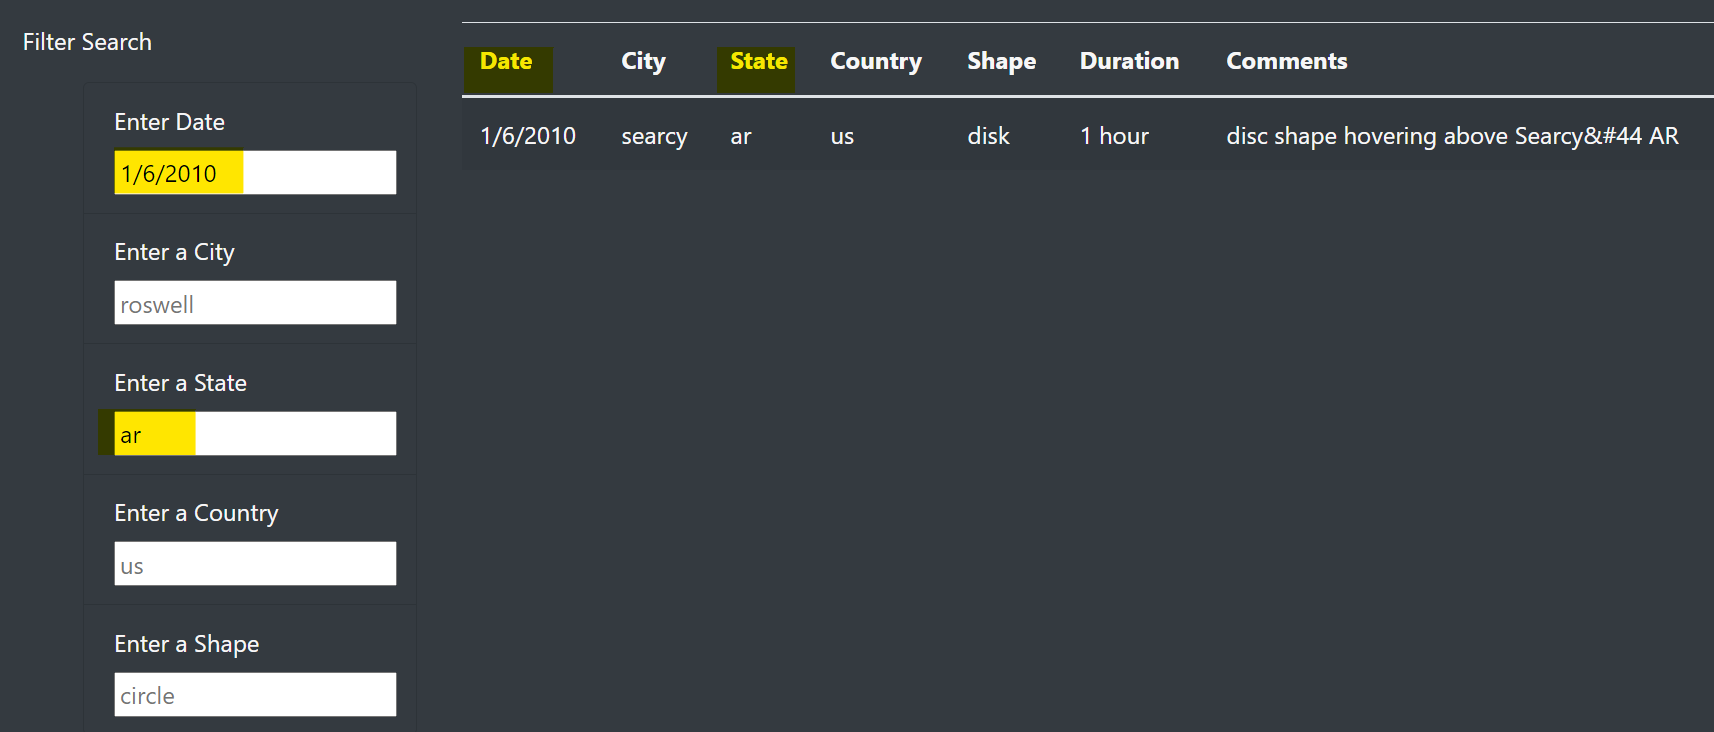 Filter Search
Enter Date
1/6/2010
Enter a City
roswell
Enter a State
ar
Enter a Country
us
Enter a Shape
circle
Date City State Country Shape Duration Comments
1/6/2010 searcy ar us disk 1 hour disc shape hovering above Searcy&#44 AR